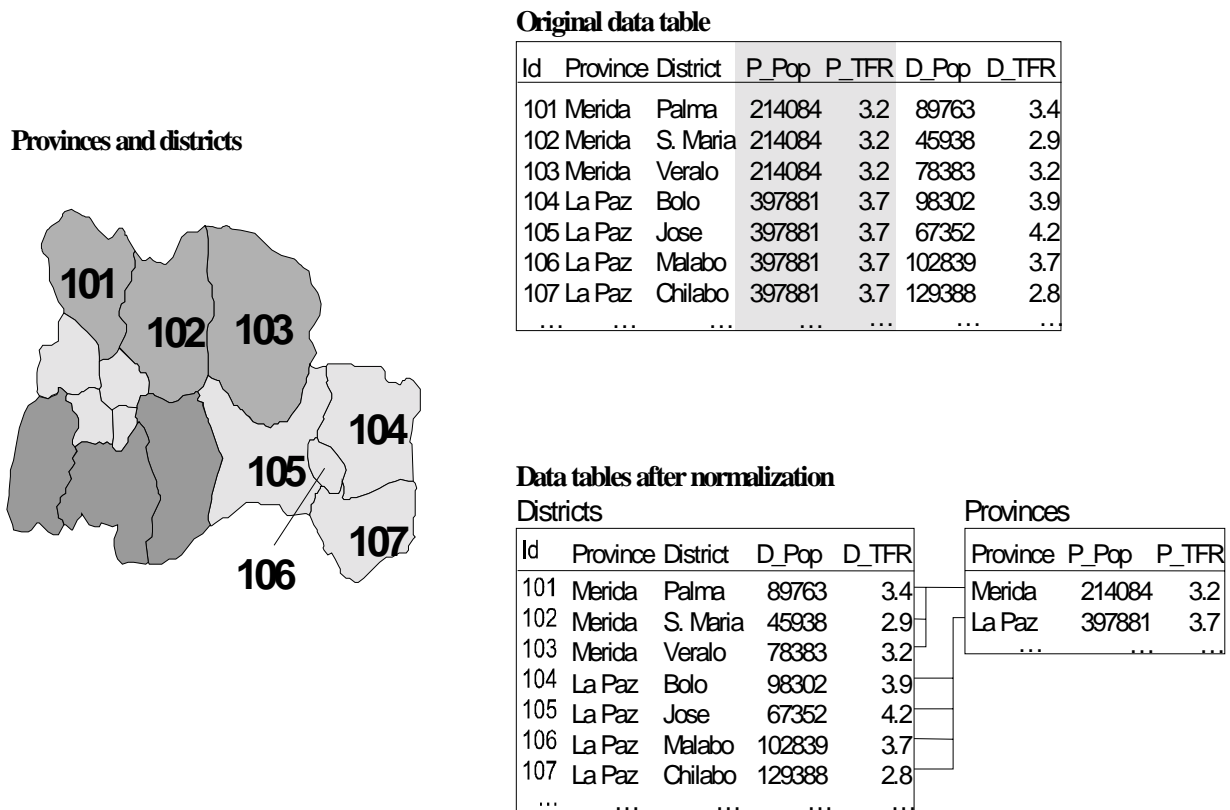 Original data table
Id Province District P_Pop P_TFR D_Pop D_TFR
101 Merida Palma 214084 3.2 89763 3.4
102 Merida S. Maria 214084 3.2 45938 2.9
103 Merida Veralo 214084 3.2 78383 3.2
104 La Paz Bolo 397881 3.7 98302 3.9
105 La Paz Jose 397881 3.7 67352 4.2
106 La Paz Malabo 397881 3.7 102839 3.7
107 La Paz Chilabo 397881 3.7 129388 2.8
... ... ... ... ... ... ...
Provinces and districts
101
102
103
104
105
106
107
Data tables after normalization
Districts
Id Province District D_Pop D_TFR
101 Merida Palma 89763 3.4
102 Merida S. Maria 45938 2.9
103 Merida Veralo 78383 3.2
104 La Paz Bolo 98302 3.9
105 La Paz Jose 67352 4.2
106 La Paz Malabo 102839 3.7
107 La Paz Chilabo 129388 2.8
... ... ... ... ...
Provinces
Province P_Pop P_TFR
Merida 214084 3.2
La Paz 397881 3.7
... ... ...